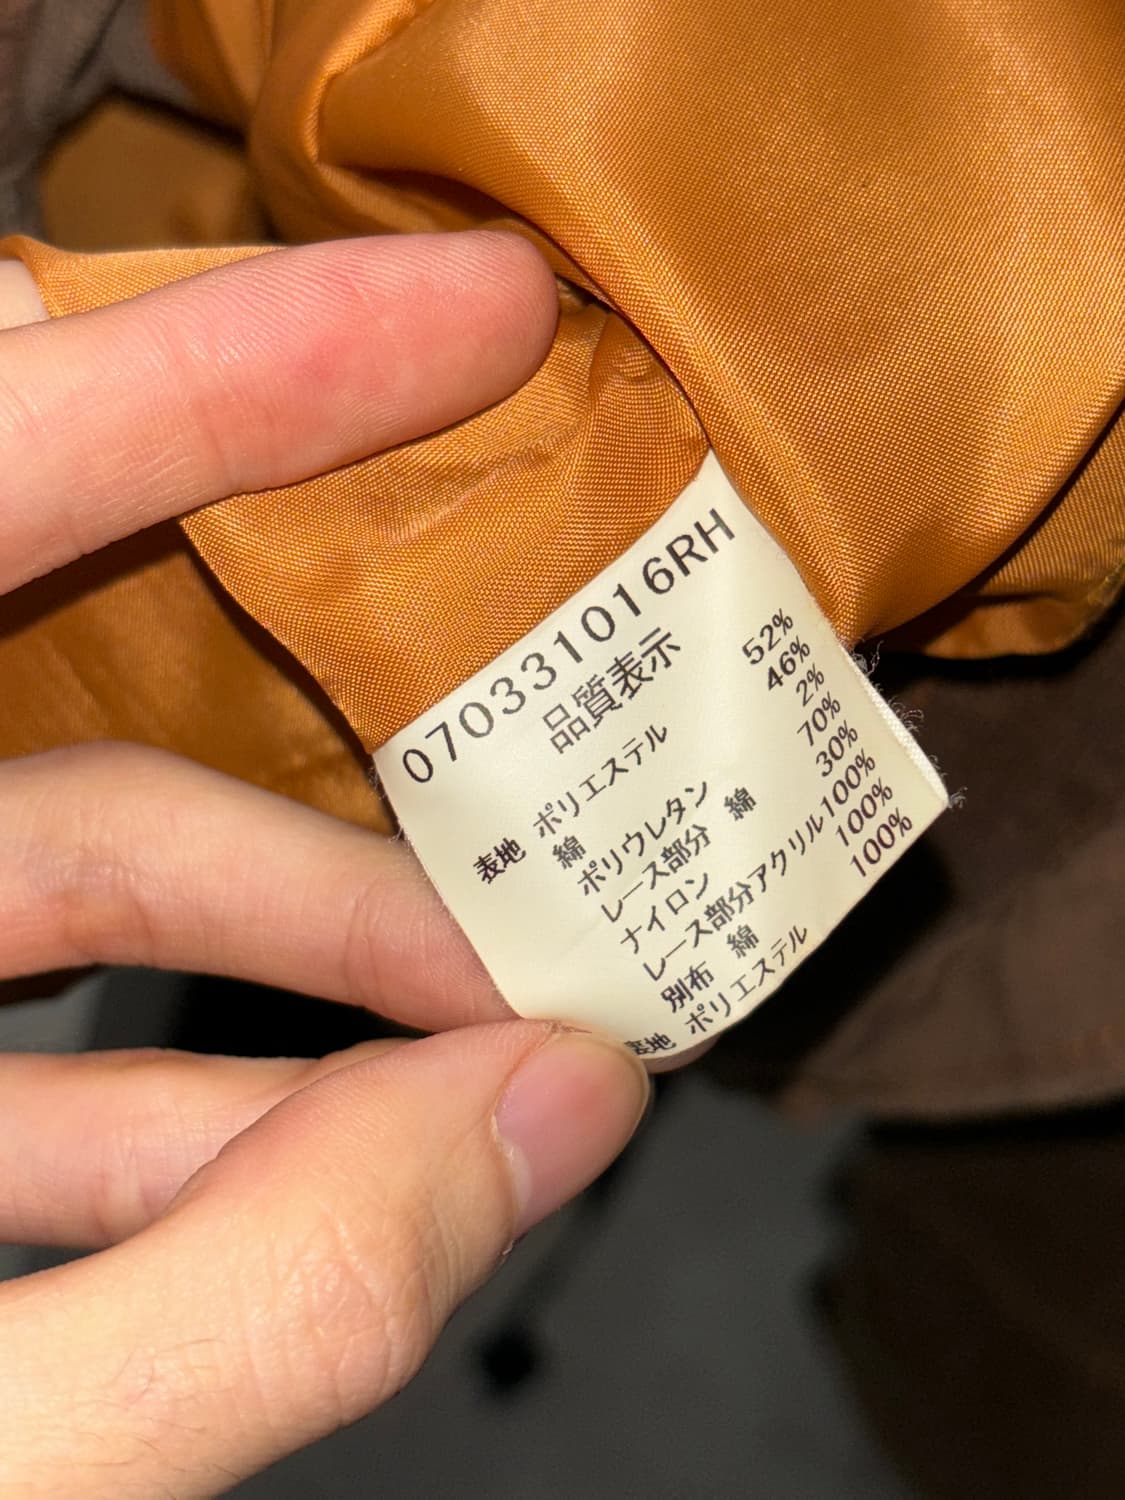 070331016RH
品質表示
表地 ポリエステル 52%
綿 46%
ポリウレタン 2%
レース部分 綿 70%
ナイロン 30%
レース部分アクリル100%
別布 綿 100%
裏地 ポリエステル 100%